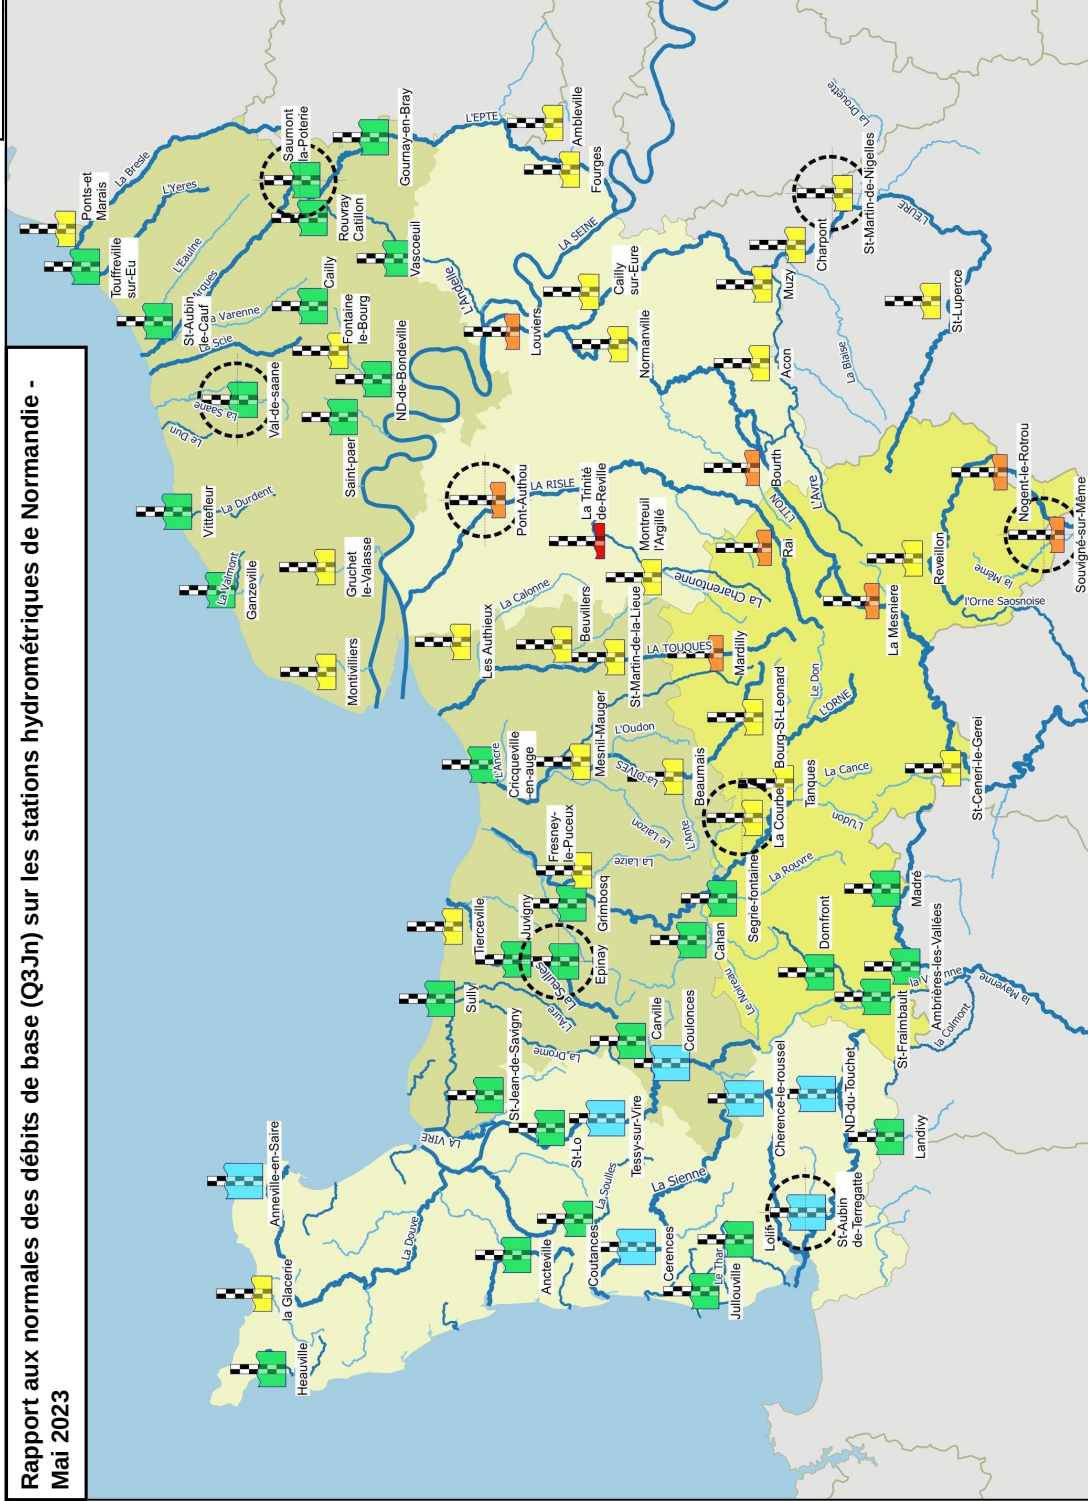 Rapport aux normales des débits de base (Q3Jn) sur les stations hydrométriques de Normandie -
Mai 2023
Heauville
la Glacerie
Anneville-en-Saire
La Douve
Ancteville
Coutances
La Soulles
Cerences
La Sienne
Jullouville
Le Thar
Lolif
St-Aubin
de-Terregatte
Landivy
ND-du-Touchet
Cherence-le-roussel
Tessy-sur-Vire
St-Lo
LA VIRE
St-Jean-de-Savigny
Sully
L'Aure
La Drome
Carville
Coulonces
Tierceville
Juvigny
La Seulles
Epinay
Grimbosq
Fresney-
le-Puceux
La Laize
Le Laizon
L'Ante
Le Noireau
Cahan
Segrie-fontaine
La Rouvre
Domfront
St-Fraimbault
Ambrières-les-Vallées
la Mayenne
la Colmont
Madré
L'Udon
La Courbe
Tanques
La Cance
Bourg-St-Leonard
Beaumais
La DIVES
Mesnil-Mauger
L'Oudon
Cricqueville
-en-auge
L'Ancre
St-Ceneri-le-Gerei
L'ORNE
Le Don
Mardilly
LA TOUQUES
St-Martin-de-la-Lieue
Beuvillers
Les Authieux
La Calonne
La Charentonne
Montreuil
l'Argillé
La Trinité
de-Reville
Pont-Authou
LA RISLE
Rai
Bourth
L'ITON
L'Avre
La Mesniere
Reveillon
l'Orne Saosnoise
la Même
Souvigné-sur-Même
Nogent-le-Rotrou
Montivilliers
Gruchet
le-Valasse
Ganzeville
La Valmont
Vittefleur
La Durdent
Le Dun
La Saane
Val-de-saane
Saint-paer
ND-de-Bondeville
Fontaine
le-Bourg
Cailly
La Scie
la Varenne
St-Aubin
-le-Cauf
Arques
L'Eaulne
L'Yeres
Touffreville
sur-Eu
Ponts-et
Marais
La Bresle
Saumont
la-Poterie
Rouvray
Catillon
Gournay-en-Bray
Vascoeuil
L'Andelle
L'EPTE
Ambleville
Fourges
LA SEINE
Louviers
Cailly
sur-Eure
Normanville
Acon
Muzy
Charpont
St-Martin-de-Nigelles
La Drouette
L'EURE
La Blaise
St-Luperce